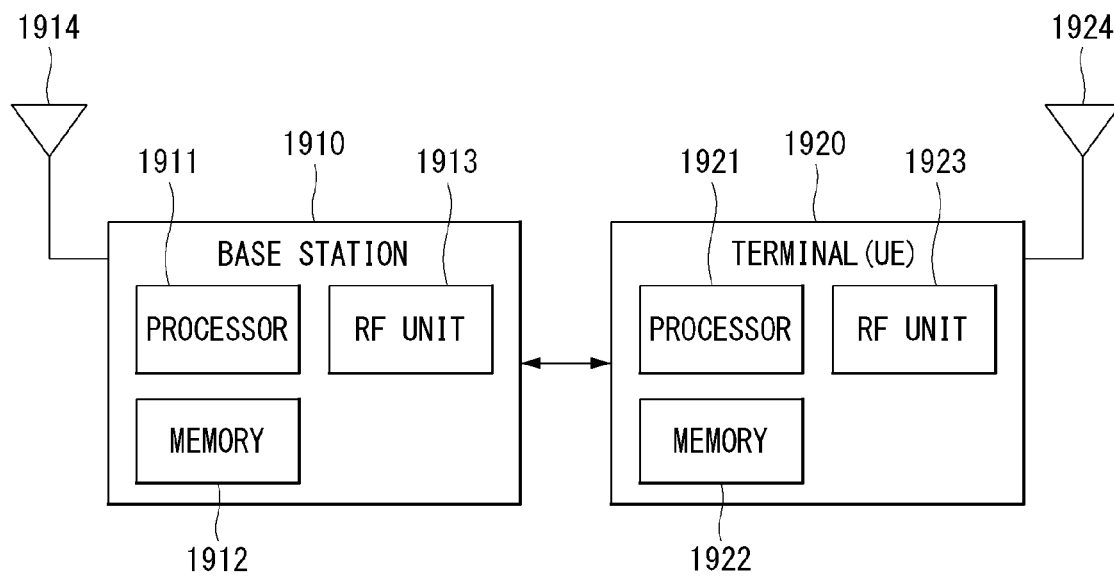 1914
1924
1910
1920
1911
1913
1921
1923
BASE STATION
TERMINAL(UE)
PROCESSOR
RF UNIT
PROCESSOR
RF UNIT
MEMORY
MEMORY
1912
1922